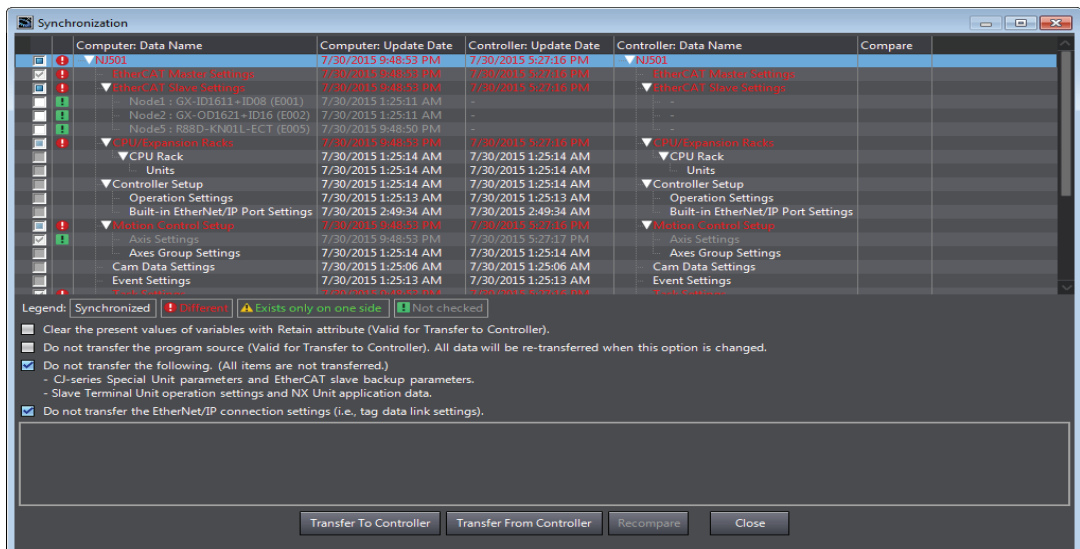 Synchronization
Computer: Data Name Computer: Update Date Controller: Update Date Controller: Data Name Compare
NJ501 7/30/2015 9:48:53 PM 7/30/2015 5:27:16 PM NJ501
EtherCAT Master Settings 7/30/2015 9:48:53 PM 7/30/2015 5:27:16 PM EtherCAT Master Settings
EtherCAT Slave Settings 7/30/2015 9:48:53 PM 7/30/2015 5:27:16 PM EtherCAT Slave Settings
Node1 : GX-ID1611+ID08 (E001) 7/30/2015 1:25:11 AM - -
Node2 : GX-OD1621+ID16 (E002) 7/30/2015 1:25:11 AM - -
Node5 : R88D-KN01L-ECT (E005) 7/30/2015 9:48:50 PM - -
CPU/Expansion Racks 7/30/2015 9:48:53 PM 7/30/2015 5:27:16 PM CPU/Expansion Racks
CPU Rack 7/30/2015 1:25:14 AM 7/30/2015 1:25:14 AM CPU Rack
Units 7/30/2015 1:25:14 AM 7/30/2015 1:25:14 AM Units
Controller Setup 7/30/2015 1:25:14 AM 7/30/2015 1:25:14 AM Controller Setup
Operation Settings 7/30/2015 1:25:13 AM 7/30/2015 1:25:13 AM Operation Settings
Built-in EtherNet/IP Port Settings 7/30/2015 2:49:34 AM 7/30/2015 2:49:34 AM Built-in EtherNet/IP Port Settings
Motion Control Setup 7/30/2015 9:48:53 PM 7/30/2015 5:27:16 PM Motion Control Setup
Axis Settings 7/30/2015 9:48:53 PM 7/30/2015 5:27:17 PM Axis Settings
Axes Group Settings 7/30/2015 1:25:14 AM 7/30/2015 1:25:14 AM Axes Group Settings
Cam Data Settings 7/30/2015 1:25:06 AM 7/30/2015 1:25:06 AM Cam Data Settings
Event Settings 7/30/2015 1:25:13 AM 7/30/2015 1:25:13 AM Event Settings
Legend: Synchronized Different Exists only on one side Not checked
Clear the present values of variables with Retain attribute (Valid for Transfer to Controller).
Do not transfer the program source (Valid for Transfer to Controller). All data will be re-transferred when this option is changed.
Do not transfer the following. (All items are not transferred.)
- CJ-series Special Unit parameters and EtherCAT slave backup parameters.
- Slave Terminal Unit operation settings and NX Unit application data.
Do not transfer the EtherNet/IP connection settings (i.e., tag data link settings).
Transfer To Controller Transfer From Controller Recompare Close